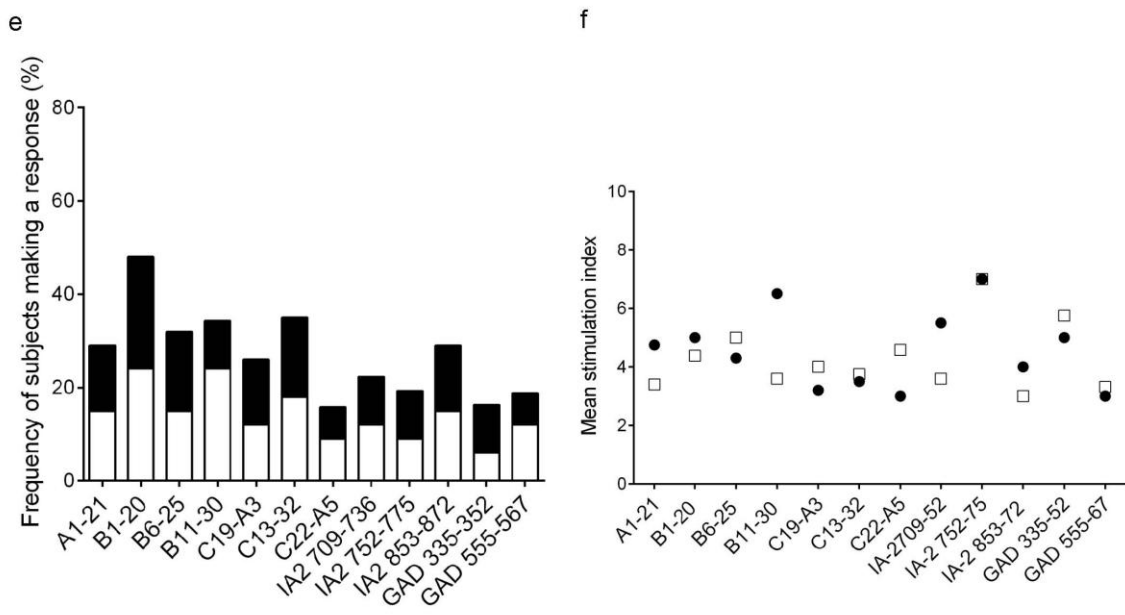 e
Frequency of subjects making a response (%)
80
60
40
20
0
A1-21
B1-20
B6-25
B11-30
C19-A3
C13-32
C22-A5
IA2 709-736
IA2 752-775
IA2 853-872
GAD 335-352
GAD 555-567
f
Mean stimulation index
10
8
6
4
2
0
A1-21
B1-20
B6-25
B11-30
C19-A3
C13-32
C22-A5
IA-2709-52
IA-2 752-75
IA-2 853-72
GAD 335-52
GAD 555-67